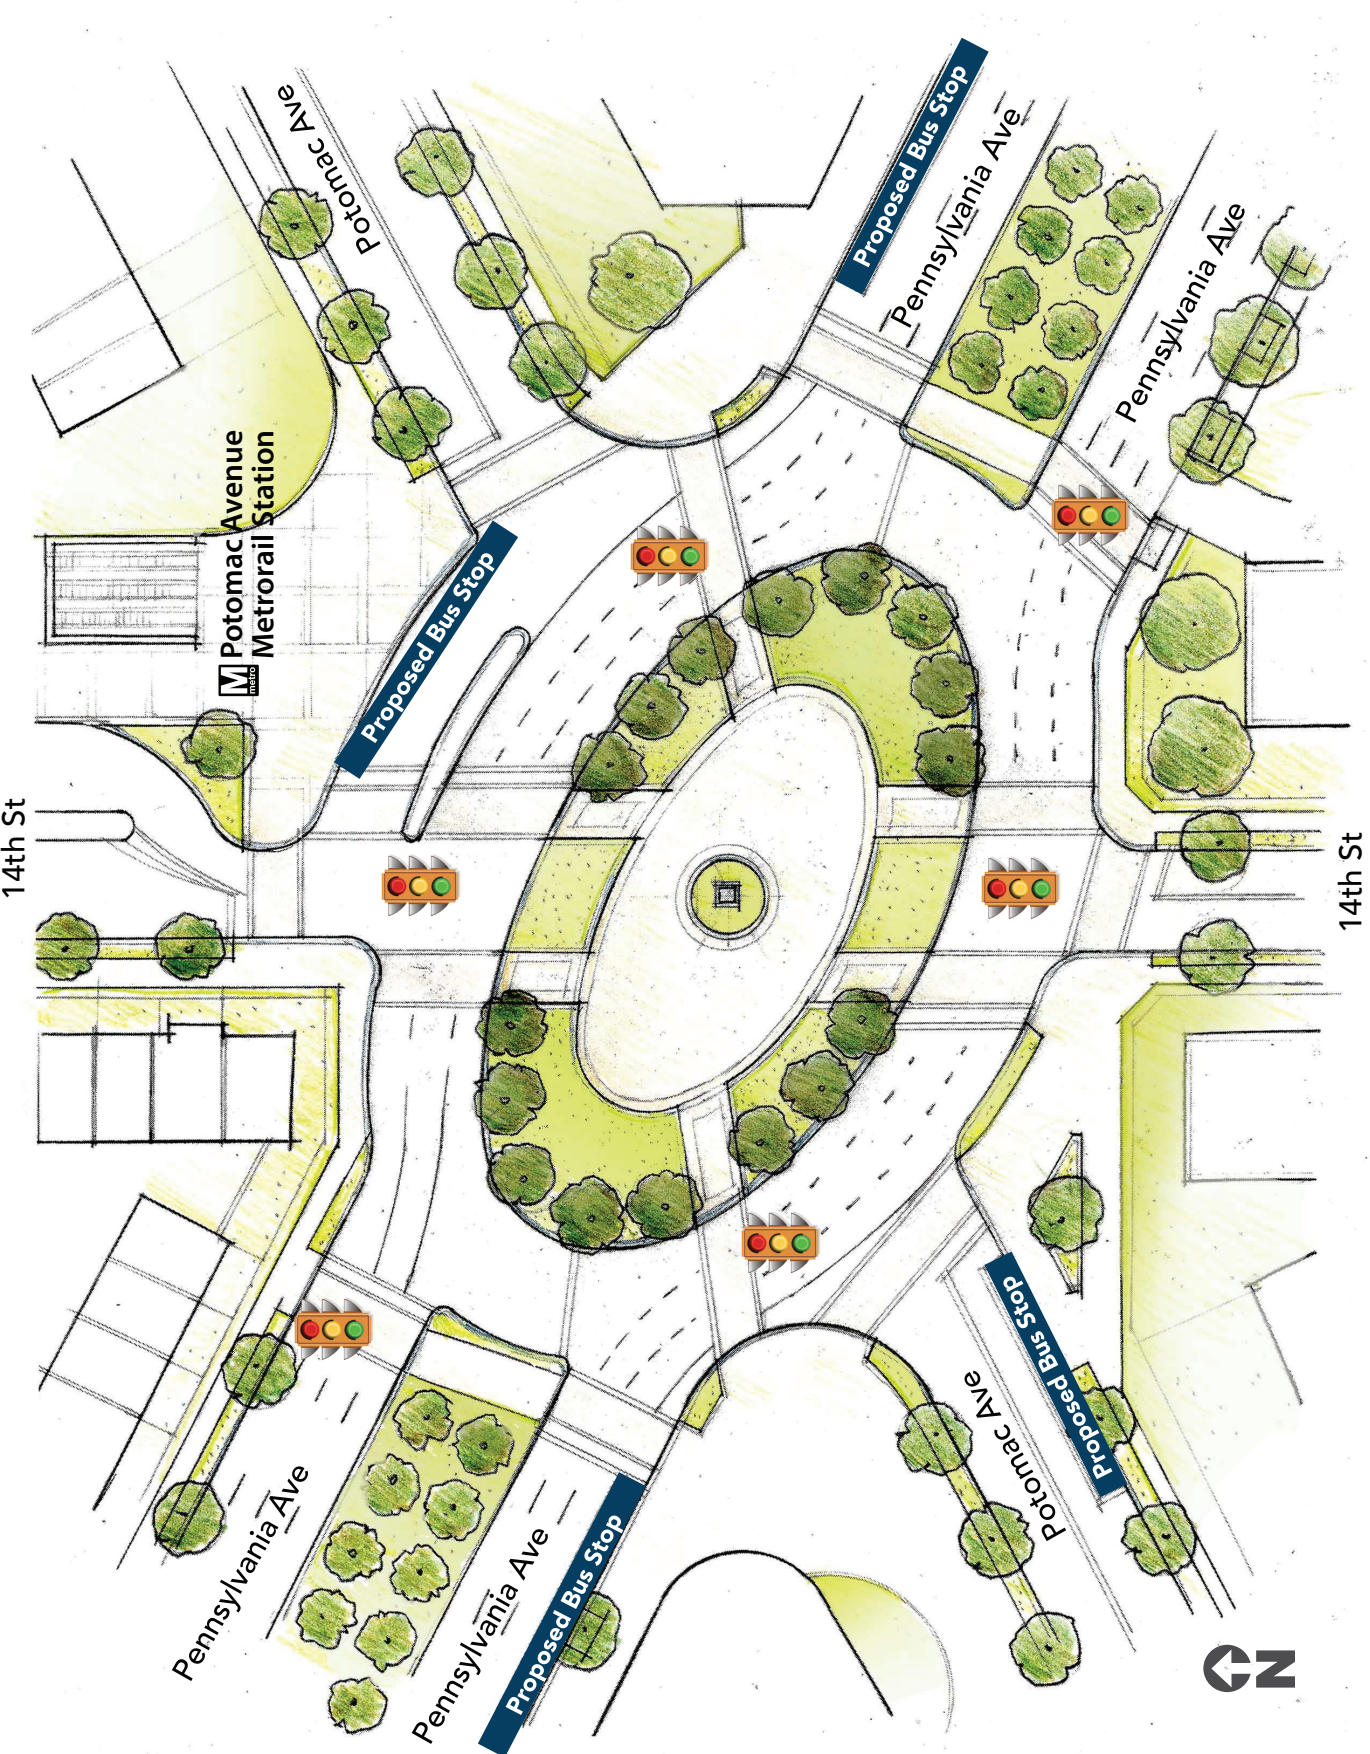 Potomac Ave
Proposed Bus Stop
Pennsylvania Ave
Pennsylvania Ave
M Potomac Avenue
metro Metrorail Station
Proposed Bus Stop
14th St
14th St
Proposed Bus Stop
Potomac Ave
Pennsylvania Ave
Pennsylvania Ave
Proposed Bus Stop
N